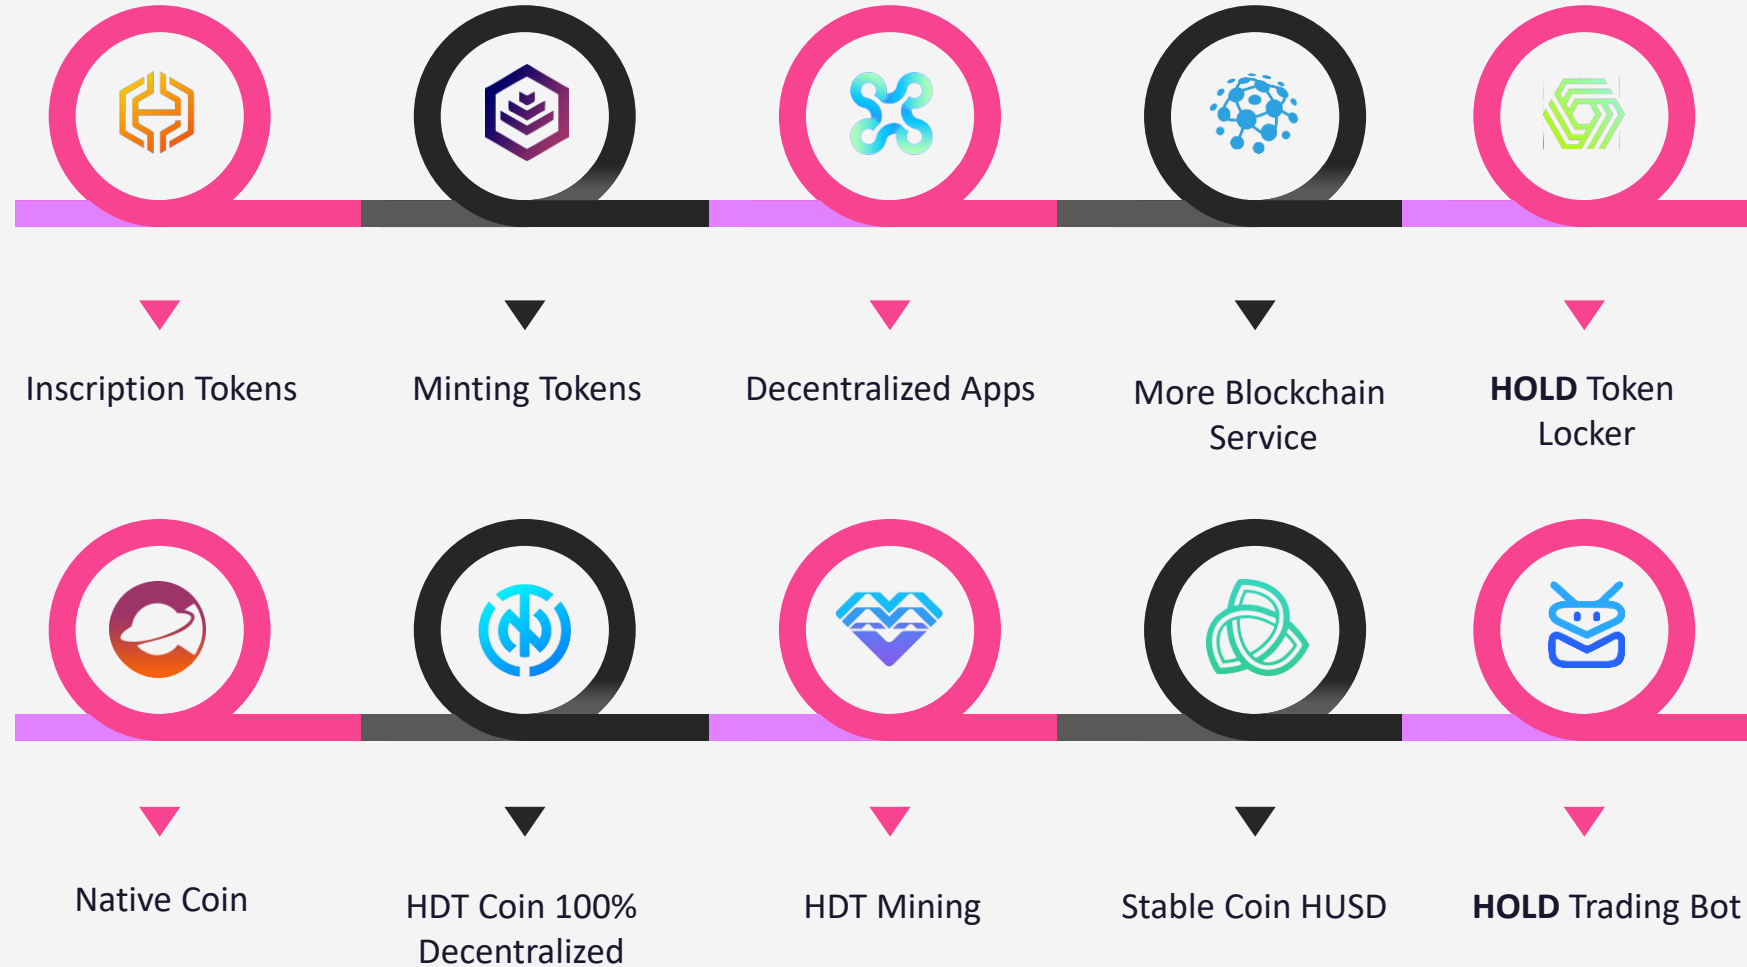 Inscription Tokens
Minting Tokens
Decentralized Apps
More Blockchain
Service
HOLD Token
Locker
Native Coin
HDT Coin 100%
Decentralized
HDT Mining
Stable Coin HUSD
HOLD Trading Bot